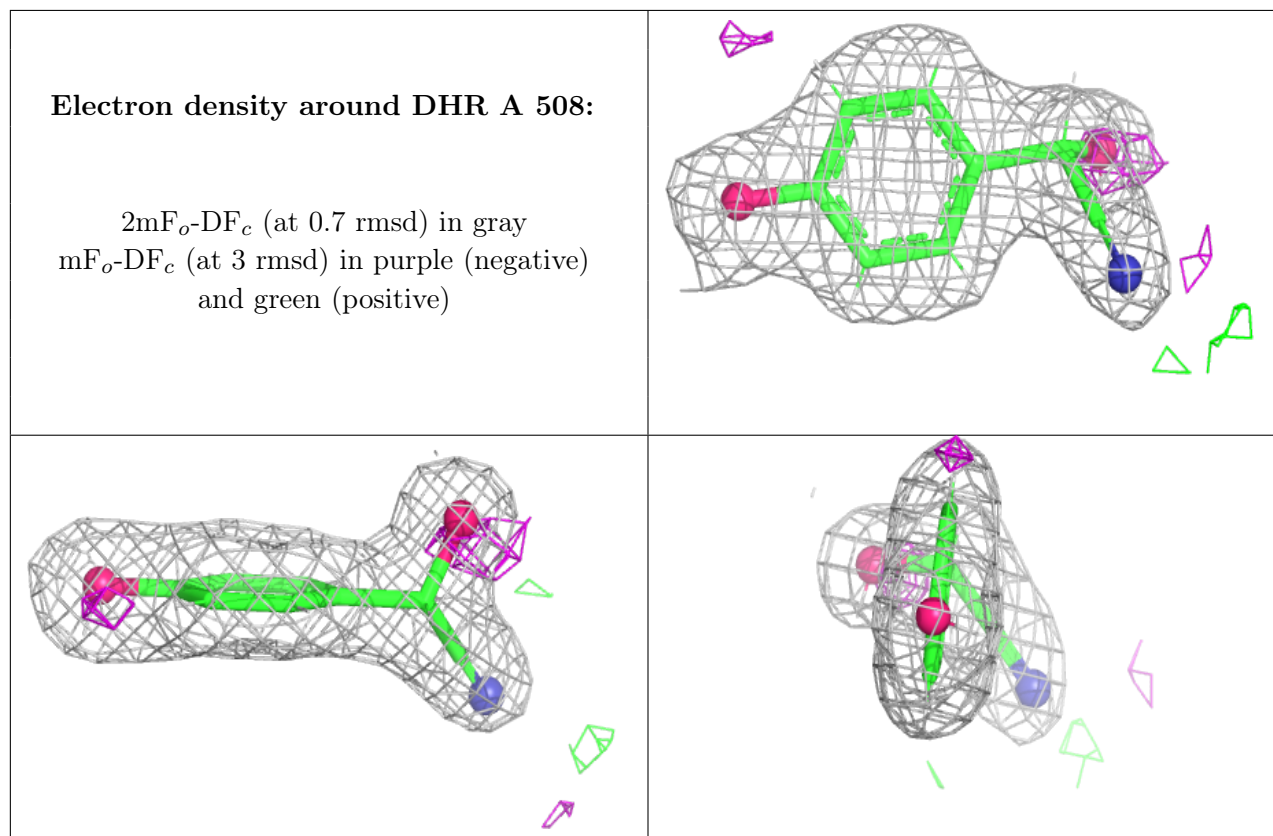 Electron density around DHR A 508:
2mFo-DFc (at 0.7 rmsd) in gray
mFo-DFc (at 3 rmsd) in purple (negative)
and green (positive)